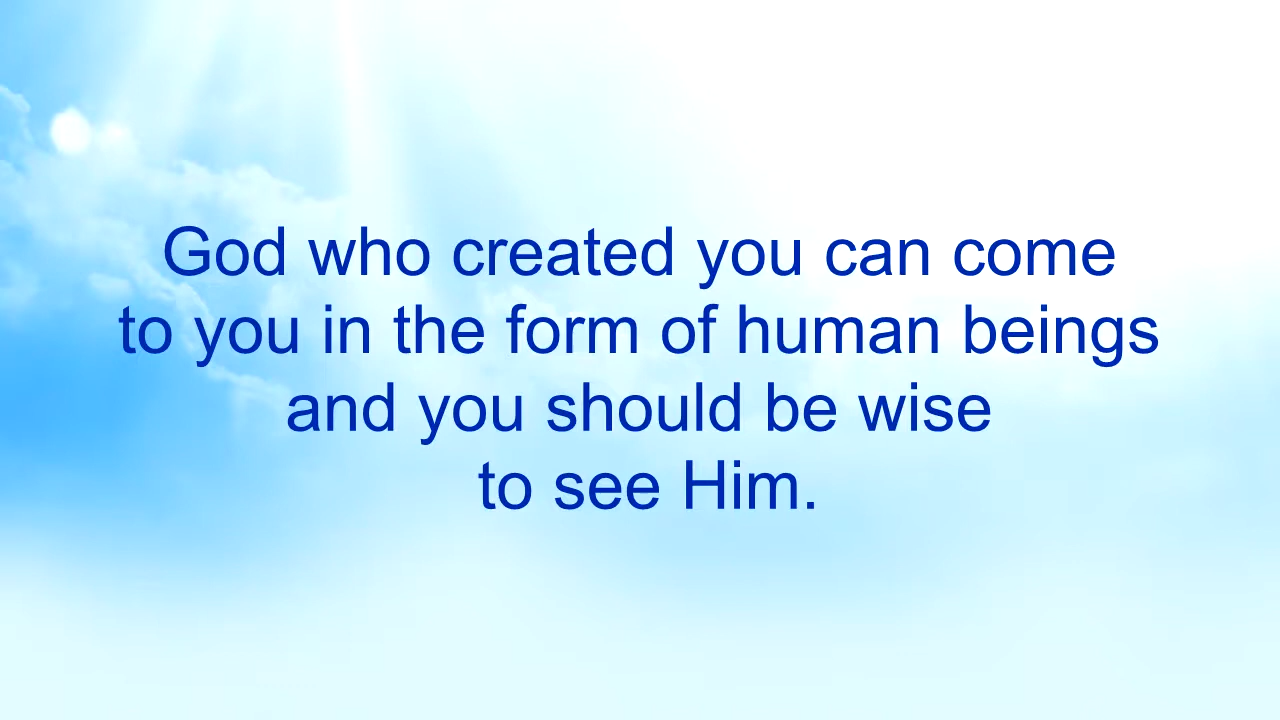 God who created you can come
to you in the form of human beings
and you should be wise
to see Him.